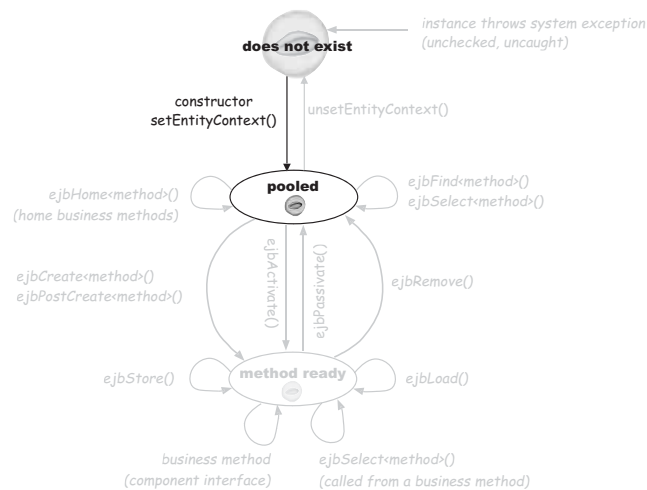 instance throws system exception
(unchecked, uncaught)
does not exist
constructor
setEntityContext()
unsetEntityContext()
pooled
ejbHome<method>()
(home business methods)
ejbFind<method>()
ejbSelect<method>()
ejbCreate<method>()
ejbPostCreate<method>()
ejbActivate()
ejbPassivate()
ejbRemove()
method ready
ejbStore()
ejbLoad()
business method
(component interface)
ejbSelect<method>()
(called from a business method)